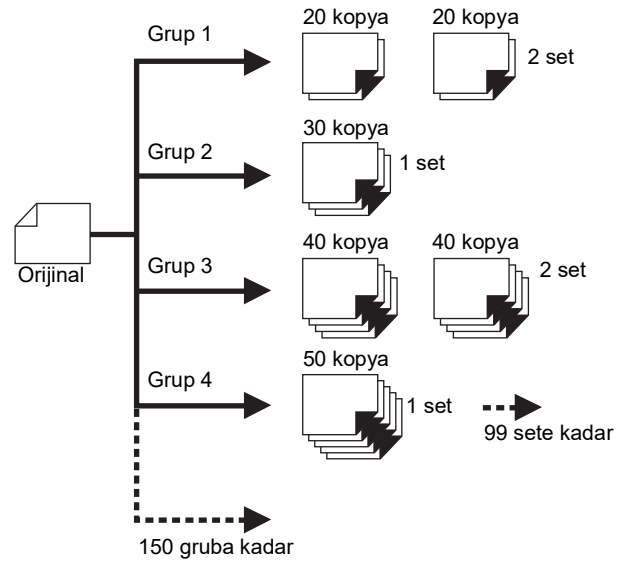 20 kopya 20 kopya
Grup 1
2 set
30 kopya
Grup 2
1 set
40 kopya 40 kopya
Grup 3
2 set
Orijinal
50 kopya
Grup 4
1 set
99 sete kadar
150 gruba kadar